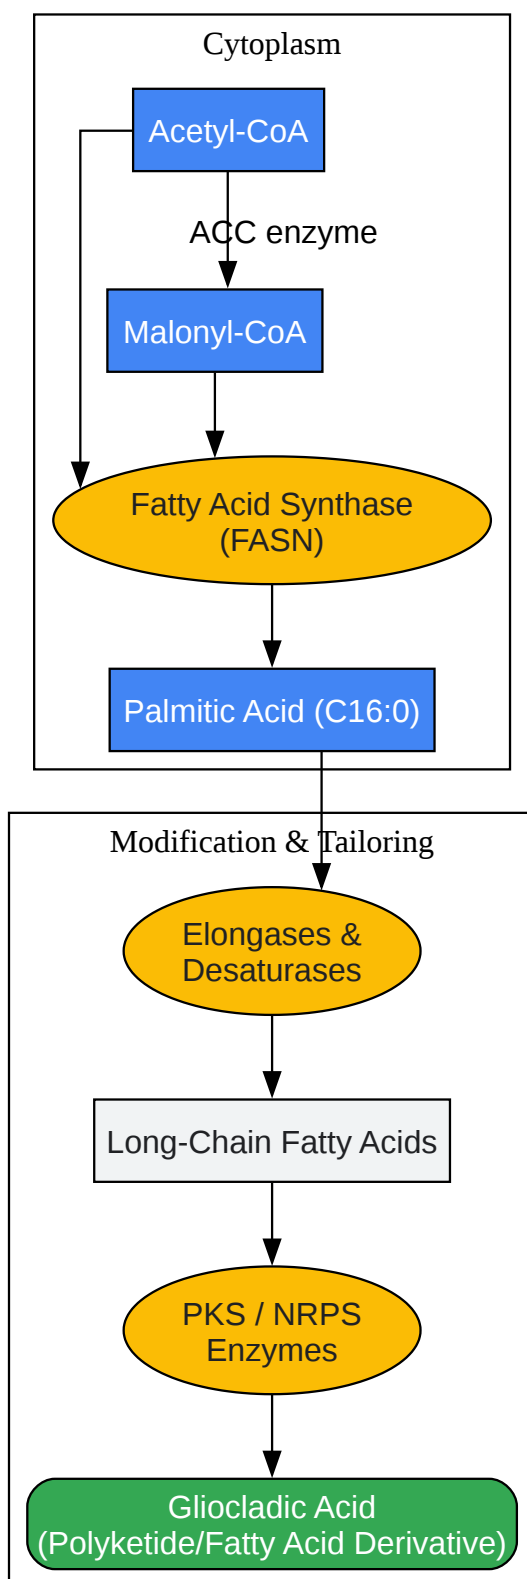 Cytoplasm
Acetyl-CoA
ACC enzyme
Malonyl-CoA
Fatty Acid Synthase
(FASN)
Palmitic Acid (C16:0)
Modification & Tailoring
Elongases &
Desaturases
Long-Chain Fatty Acids
PKS / NRPS
Enzymes
Gliocladic Acid
(Polyketide/Fatty Acid Derivative)